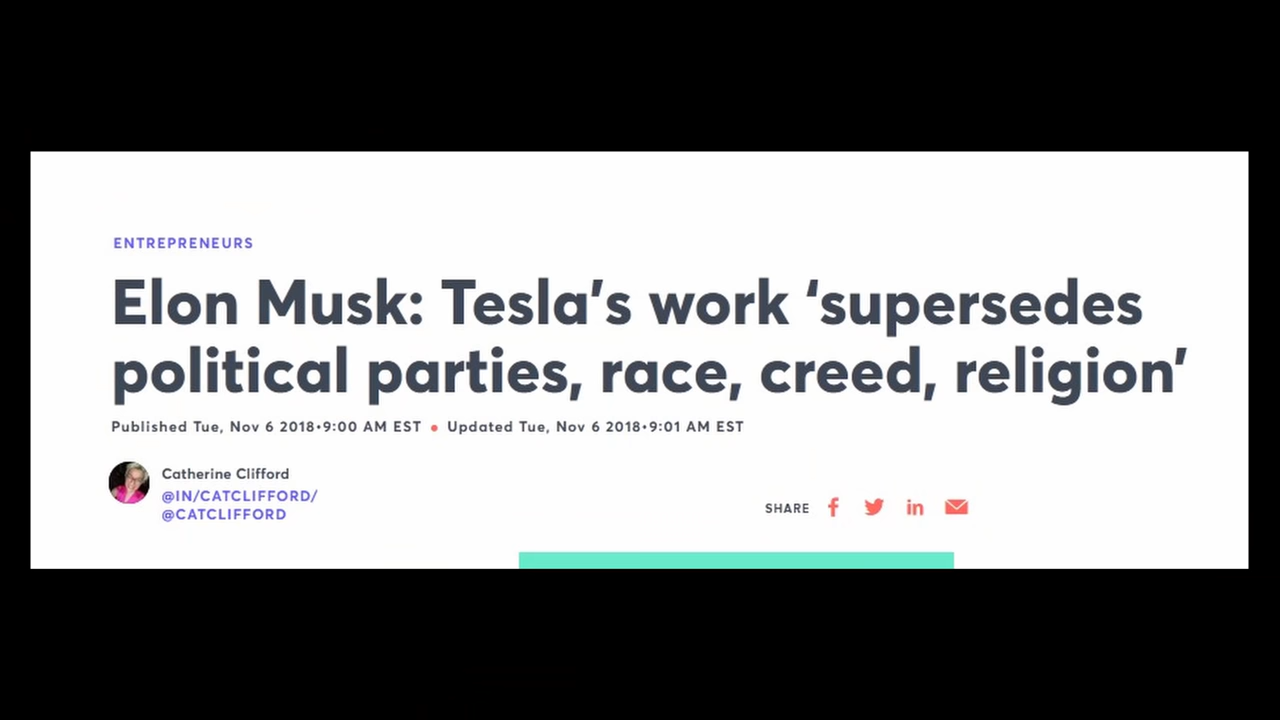 ENTREPRENEURS
Elon Musk: Tesla’s work ‘supersedes
political parties, race, creed, religion’
Published Tue, Nov 6 2018•9:00 AM EST • Updated Tue, Nov 6 2018•9:01 AM EST
Catherine Clifford
@IN/CATCLIFFORD/
@CATCLIFFORD
SHARE